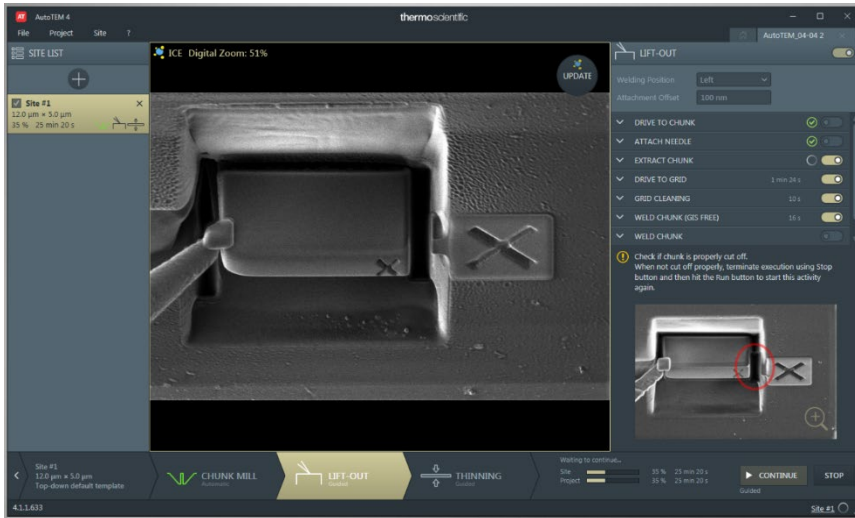 AutoTEM 4
thermoscientific
File Project Site ?
AutoTEM_04-04 2
SITE LIST
Site #1
12.0 µm × 5.0 µm
35 % 25 min 20 s
ICE Digital Zoom: 51%
UPDATE
LIFT-OUT
Welding Position Left
Attachment Offset 100 nm
DRIVE TO CHUNK
ATTACH NEEDLE
EXTRACT CHUNK
DRIVE TO GRID 1 min 24 s
GRID CLEANING 10 s
WELD CHUNK (GIS FREE) 16 s
WELD CHUNK
Check if chunk is properly cut off.
When not cut off properly, terminate execution using Stop
button and then hit the Run button to start this activity
again.
Site #1
12.0 µm × 5.0 µm
Top-down default template
CHUNK MILL
Automatic
LIFT-OUT
Guided
THINNING
Guided
Waiting to continue...
Site 35 % 25 min 20 s
Project 35 % 25 min 20 s
CONTINUE
Guided
STOP
4.1.1.633
Site #1